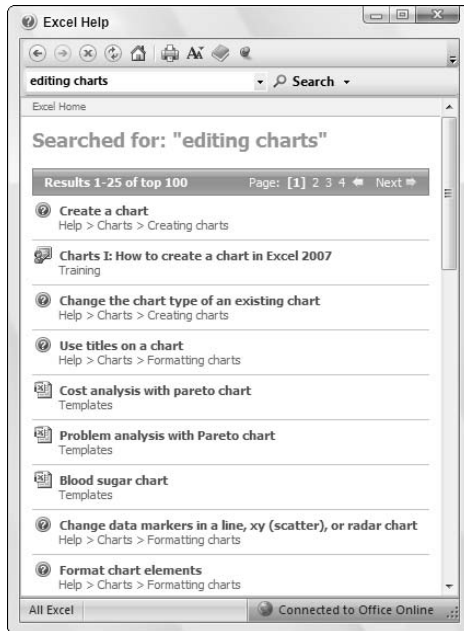 Excel Help
editing charts
Search
Excel Home
Searched for: "editing charts"
Results 1-25 of top 100 Page: [1] 2 3 4 Next
Create a chart
Help > Charts > Creating charts
Charts I: How to create a chart in Excel 2007
Training
Change the chart type of an existing chart
Help > Charts > Creating charts
Use titles on a chart
Help > Charts > Formatting charts
Cost analysis with pareto chart
Templates
Problem analysis with Pareto chart
Templates
Blood sugar chart
Templates
Change data markers in a line, xy (scatter), or radar chart
Help > Charts > Formatting charts
Format chart elements
Help > Charts > Formatting charts
All Excel Connected to Office Online